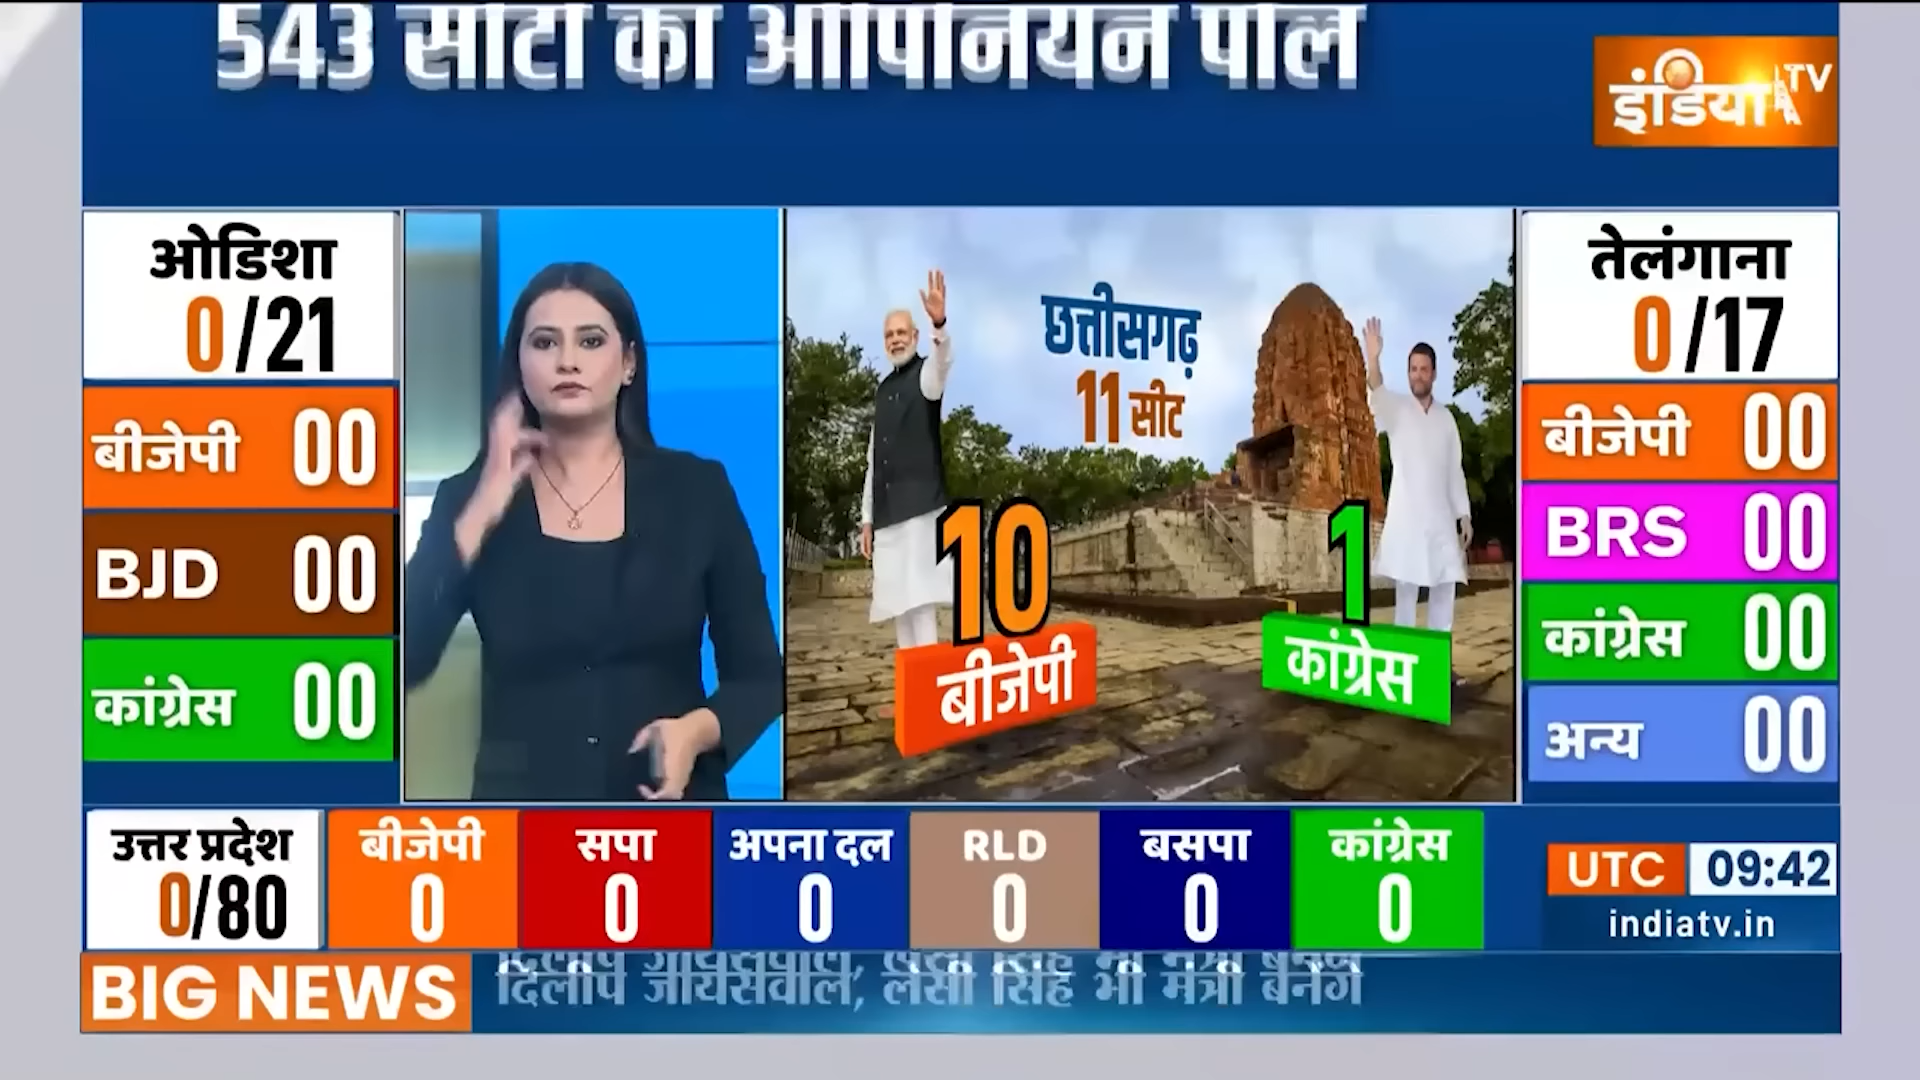 543 सीटों का ओपिनियन पोल
इंडिया TV
ओडिशा
0/21
बीजेपी 00
BJD 00
कांग्रेस 00
छत्तीसगढ़
11 सीट
10
बीजेपी
1
कांग्रेस
तेलंगाना
0/17
बीजेपी 00
BRS 00
कांग्रेस 00
अन्य 00
उत्तर प्रदेश
0/80
बीजेपी
0
सपा
0
अपना दल
0
RLD
0
बसपा
0
कांग्रेस
0
UTC 09:42
indiatv.in
BIG NEWS
दिलीप जायसवाल, लेसी सिंह भी मंत्री बनेंगे